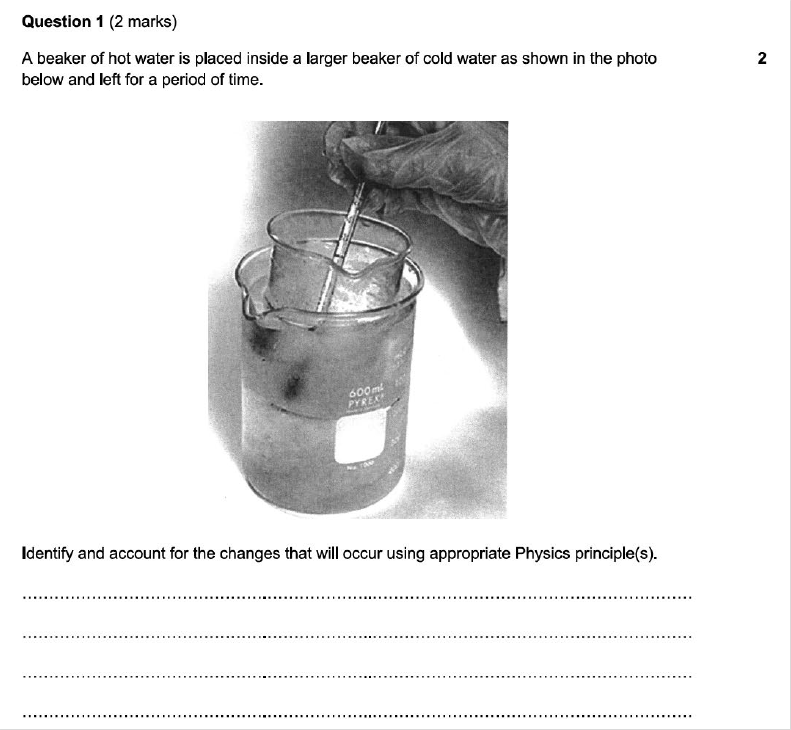 Question 1 (2 marks)
A beaker of hot water is placed inside a larger beaker of cold water as shown in the photo 2
below and left for a period of time.
600ml
PYREX
Identify and account for the changes that will occur using appropriate Physics principle(s).